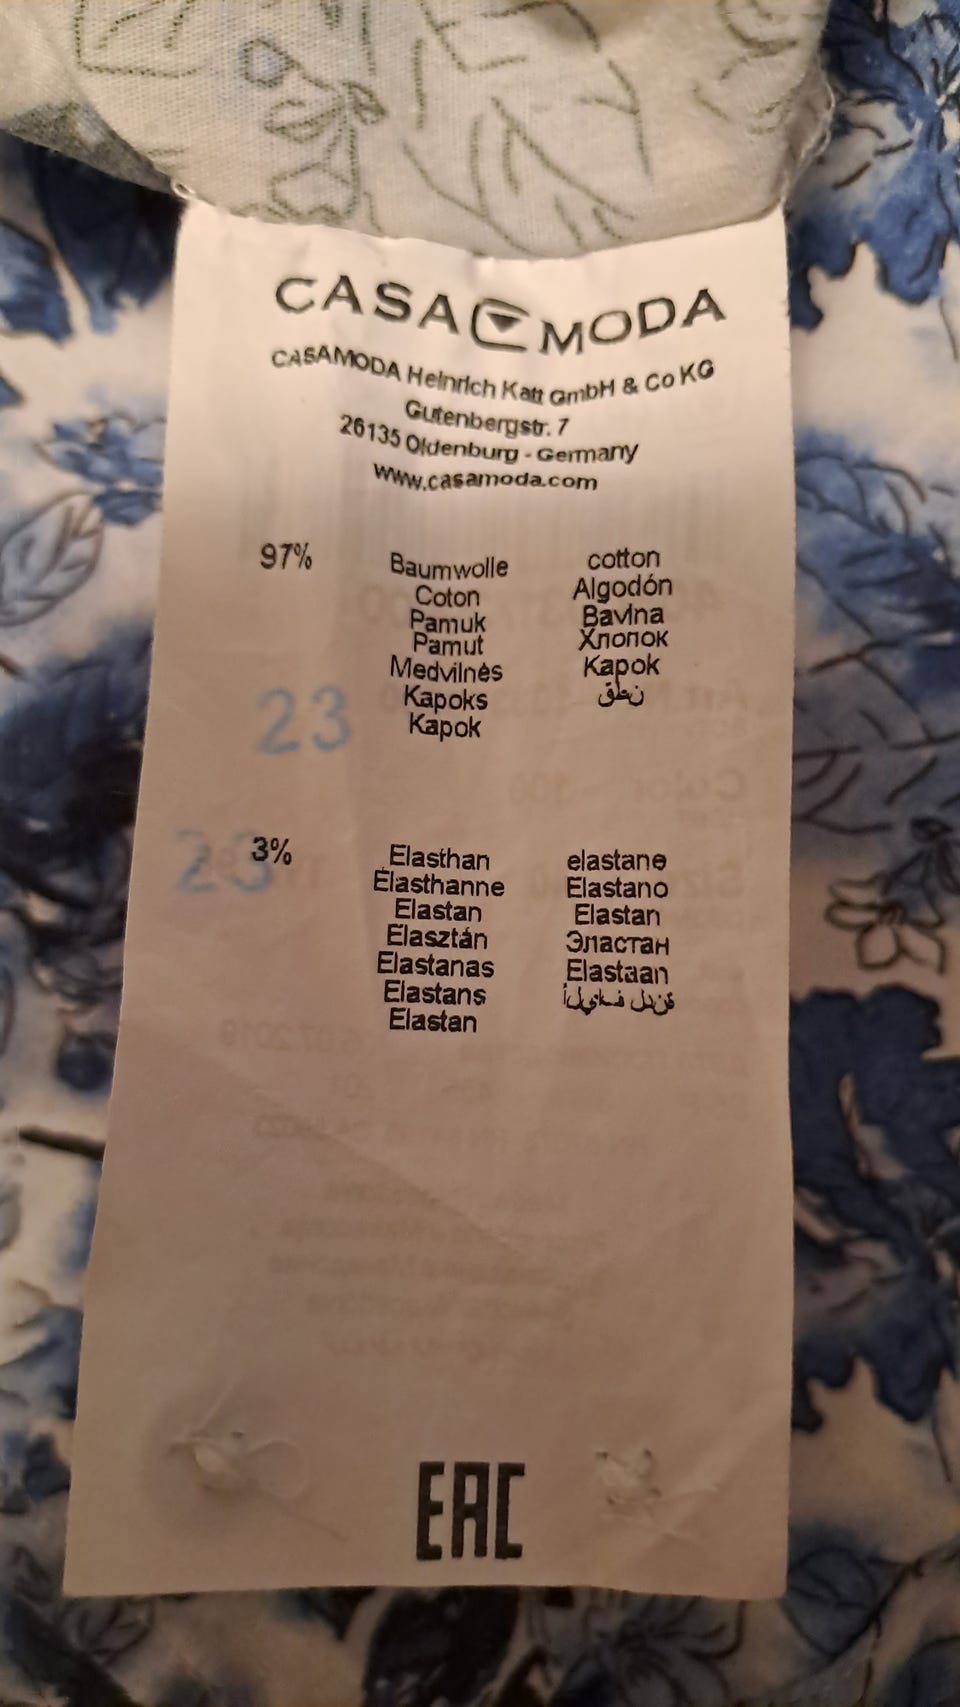 CASAMODA
CASAMODA Heinrich Katt GmbH & Co KG
Gutenbergstr. 7
26135 Oldenburg - Germany
www.casamoda.com
97% Baumwolle cotton
Coton Algodón
Pamuk Bavlna
Pamut Хлопок
Medvilnės Kapok
Kapoks قطن
Kapok
23
23
3% Elasthan elastane
Élasthanne Elastano
Elastan Elastan
Elasztán Эластан
Elastanas Elastaan
Elastans
Elastan
EAC